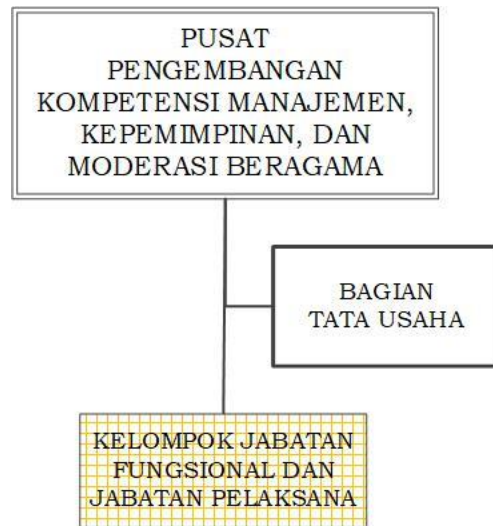 PUSAT
PENGEMBANGAN
KOMPETENSI MANAJEMEN,
KEPEMIMPINAN, DAN
MODERASI BERAGAMA
BAGIAN
TATA USAHA
KELOMPOK JABATAN
FUNGSIONAL DAN
JABATAN PELAKSANA